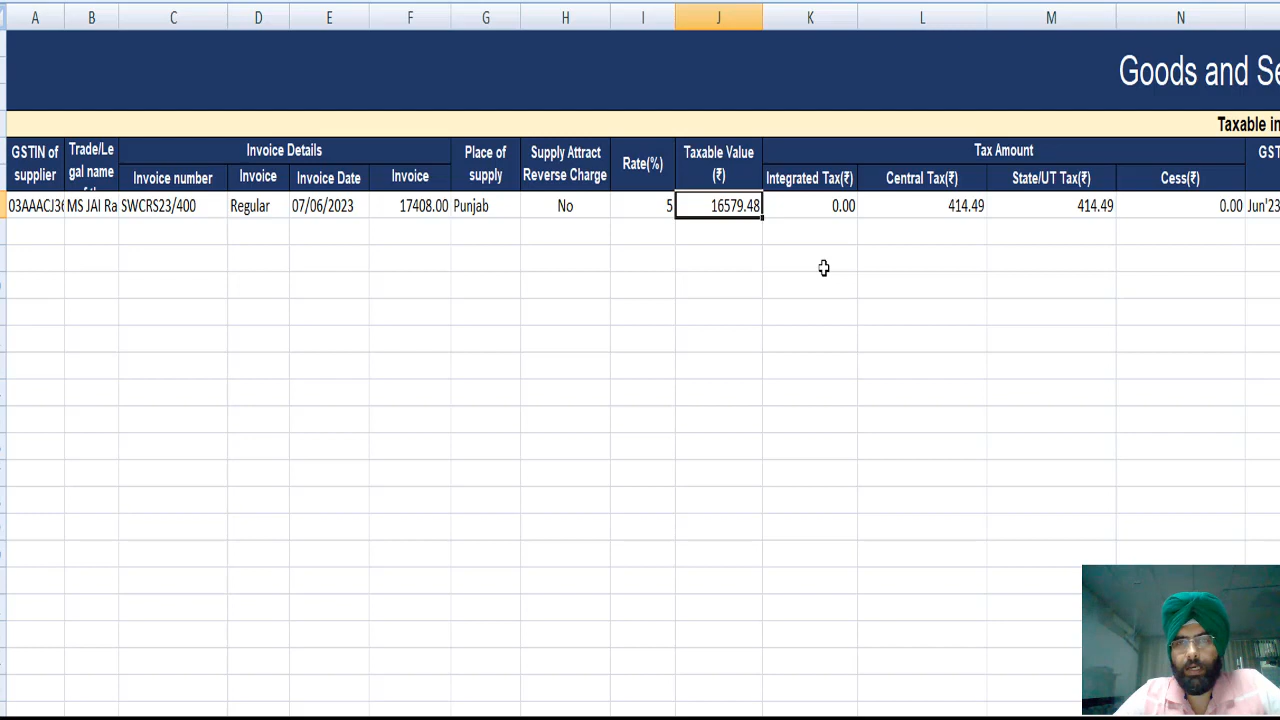 A B C D E F G H I J K L M N
Goods and Se
Taxable in
GSTIN of supplier
Trade/Le gal name
Invoice Details
Place of supply
Supply Attract Reverse Charge
Rate(%)
Taxable Value (₹)
Tax Amount
GST
Invoice number Invoice Invoice Date Invoice
Integrated Tax(₹) Central Tax(₹) State/UT Tax(₹) Cess(₹)
03AAACJ36 MS JAI Ra SWCRS23/400 Regular 07/06/2023 17408.00 Punjab No 5 16579.48 0.00 414.49 414.49 0.00 Jun'23